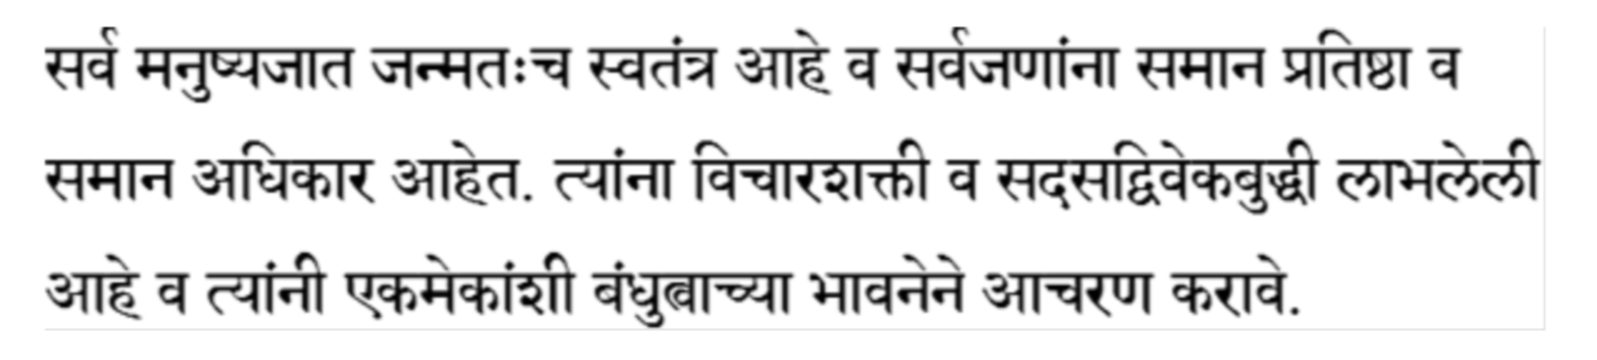 सर्व मनुष्यजात जन्मतःच स्वतंत्र आहे व सर्वजणांना समान प्रतिष्ठा व
समान अधिकार आहेत. त्यांना विचारशक्ती व सदसद्विवेकबुद्धी लाभलेली
आहे व त्यांनी एकमेकांशी बंधुत्वाच्या भावनेने आचरण करावे.